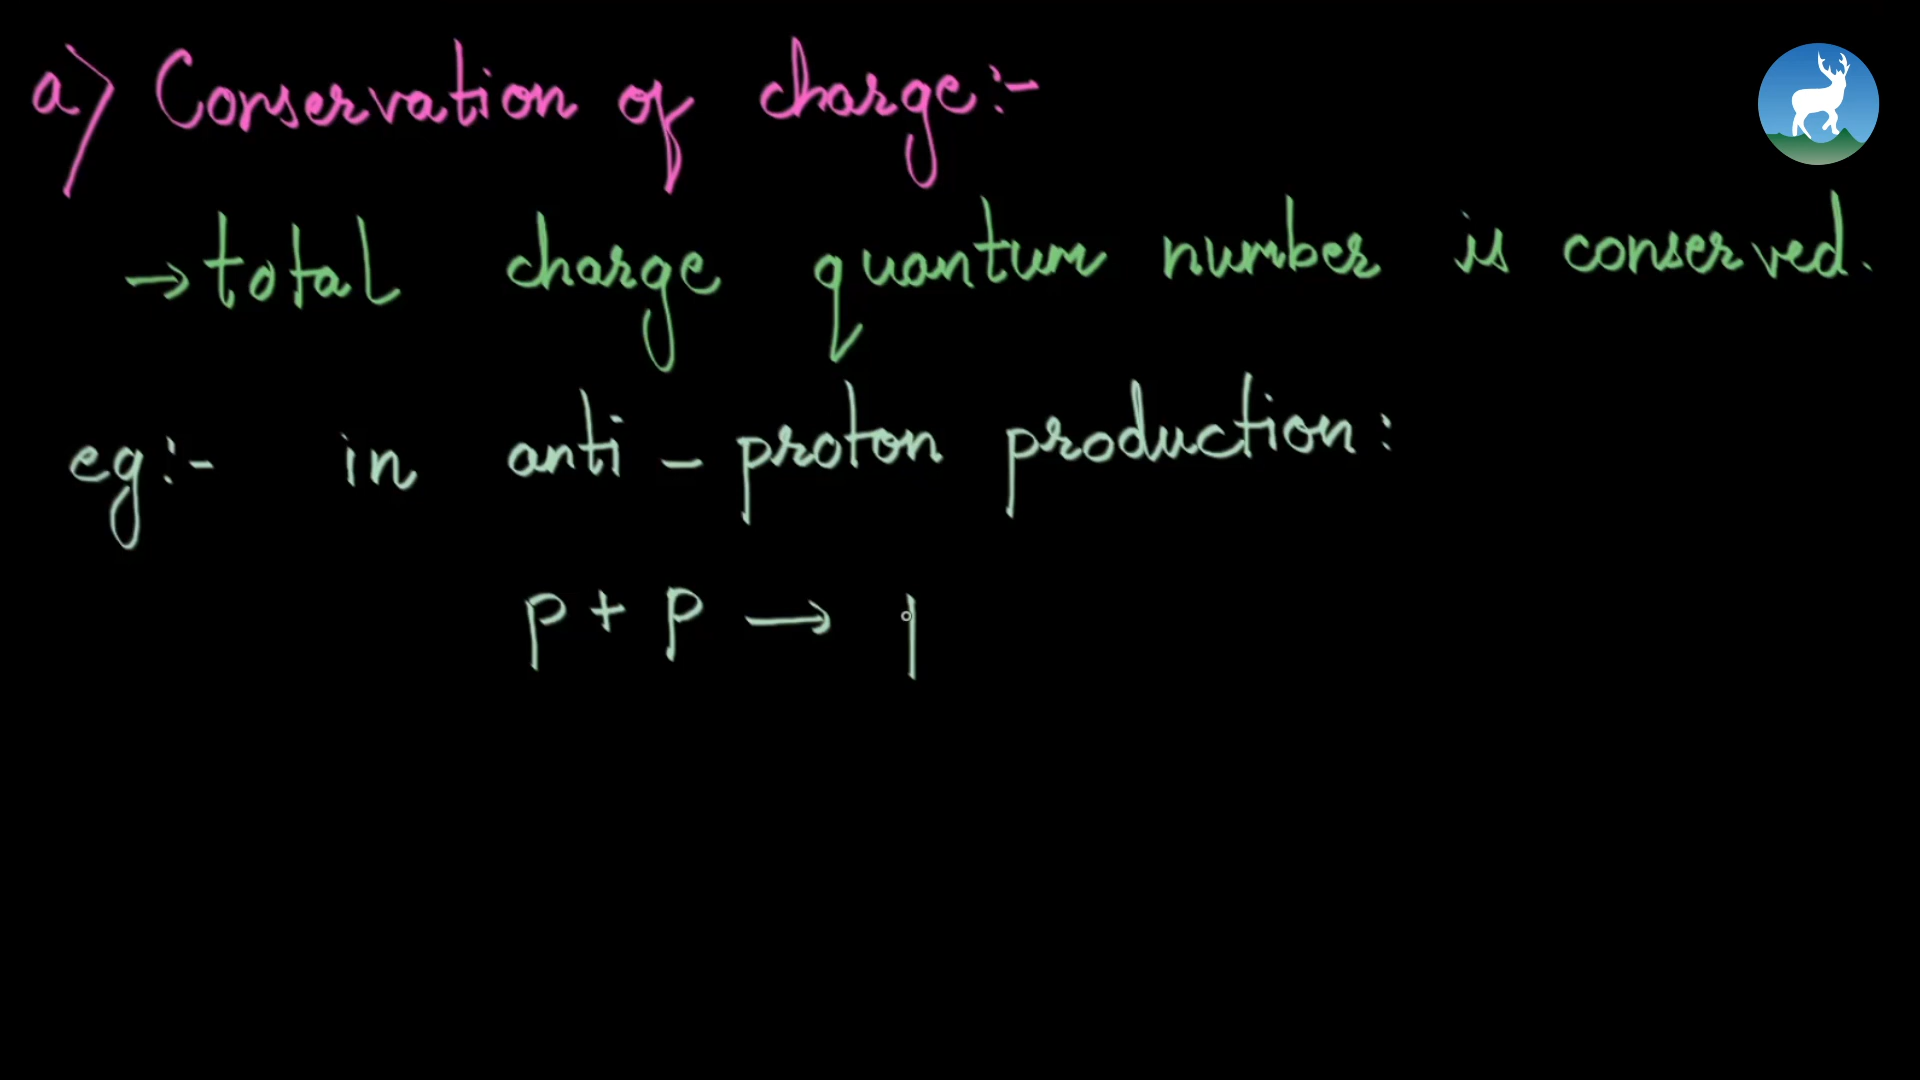 a) Conservation of charge:-
→ total charge quantum number is conserved.
eg:- in anti - proton production:
p + p →